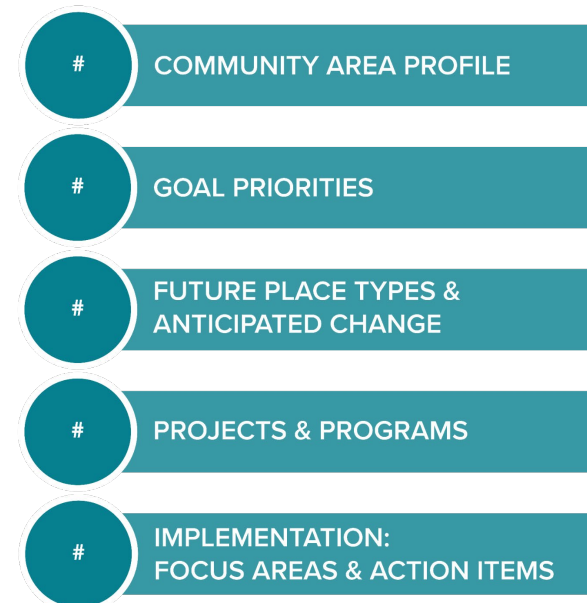 # COMMUNITY AREA PROFILE
# GOAL PRIORITIES
# FUTURE PLACE TYPES &
ANTICIPATED CHANGE
# PROJECTS & PROGRAMS
# IMPLEMENTATION:
FOCUS AREAS & ACTION ITEMS